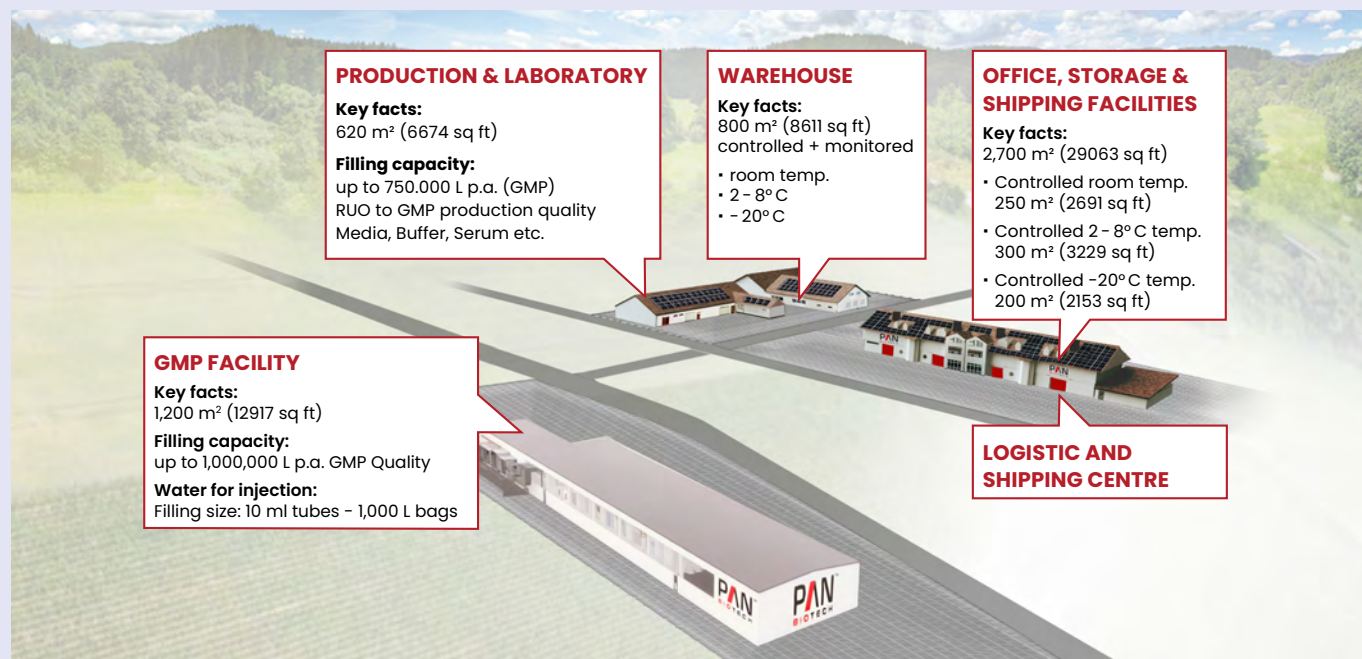 PRODUCTION & LABORATORY
Key facts:
620 m² (6674 sq ft)
Filling capacity:
up to 750.000 L p.a. (GMP)
RUO to GMP production quality
Media, Buffer, Serum etc.
WAREHOUSE
Key facts:
800 m² (8611 sq ft)
controlled + monitored
• room temp.
• 2 - 8° C
• - 20° C
OFFICE, STORAGE &
SHIPPING FACILITIES
Key facts:
2,700 m² (29063 sq ft)
• Controlled room temp.
250 m² (2691 sq ft)
• Controlled 2 - 8° C temp.
300 m² (3229 sq ft)
• Controlled -20° C temp.
200 m² (2153 sq ft)
GMP FACILITY
Key facts:
1,200 m² (12917 sq ft)
Filling capacity:
up to 1,000,000 L p.a. GMP Quality
Water for injection:
Filling size: 10 ml tubes - 1,000 L bags
LOGISTIC AND
SHIPPING CENTRE
PAN
PAN
PAN
BIOTECH
PAN™
BIOTECH